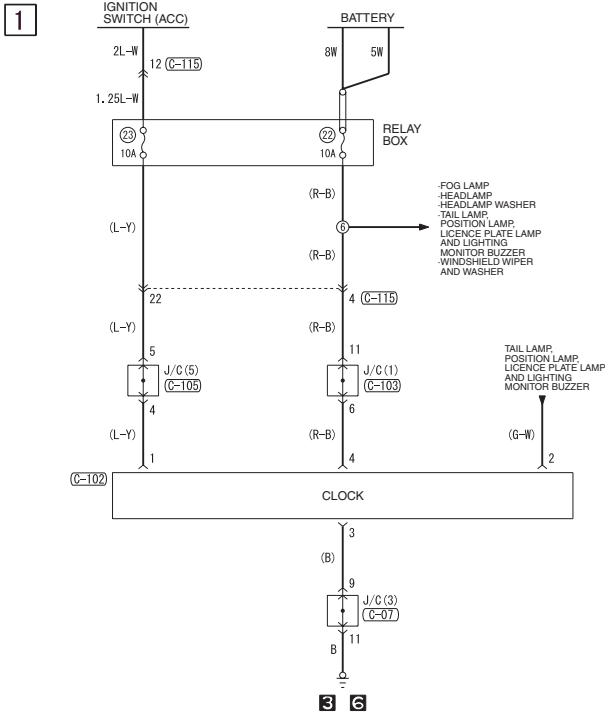 1
IGNITION
SWITCH (ACC)
BATTERY
2L-W
8W
5W
12 (C-115)
1.25L-W
23
22
RELAY
BOX
10A
10A
(R-B)
-FOG LAMP
-HEADLAMP
-HEADLAMP WASHER
-TAIL LAMP,
POSITION LAMP,
LICENCE PLATE LAMP
AND LIGHTING
MONITOR BUZZER
-WINDSHIELD WIPER
AND WASHER
(L-Y)
6
(R-B)
22
4 (C-115)
(L-Y)
(R-B)
5
11
J/C(5)
(C-105)
J/C(1)
(C-103)
TAIL LAMP,
POSITION LAMP,
LICENCE PLATE LAMP
AND LIGHTING
MONITOR BUZZER
4
6
(L-Y)
(R-B)
(G-W)
1
4
2
(C-102)
CLOCK
3
(B)
9
J/C(3)
(C-07)
11
B
3 6